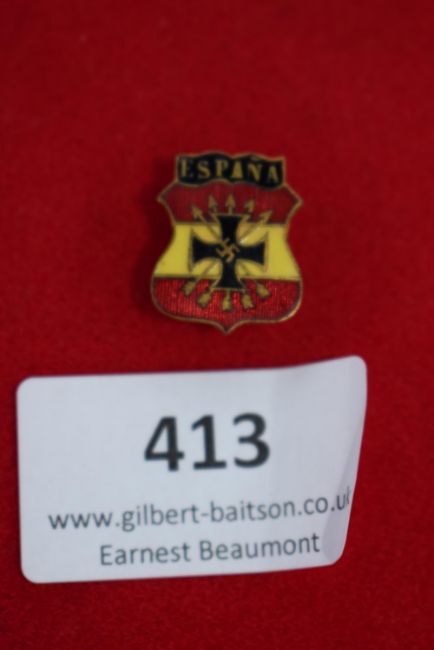 ESPAÑA
413
www.gilbert-baitson.co.uk
Earnest Beaumont